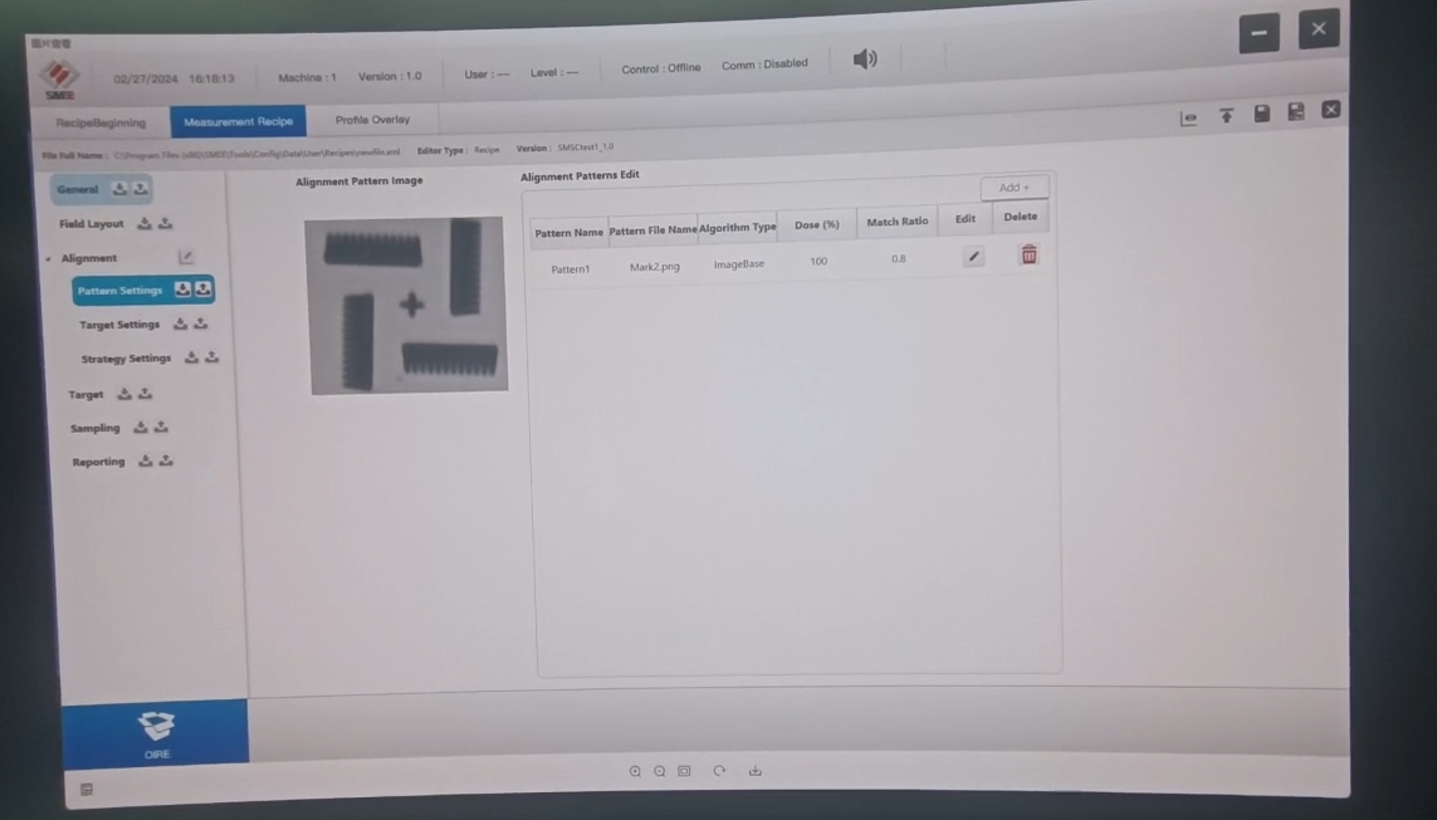 图片查看
SMEE
02/27/2024 16:18:13 Machine : 1 Version : 1.0 User : — Level : — Control : Offline Comm : Disabled
RecipeBeginning Measurement Recipe Profile Overlay
File Full Name : C:\Program Files (x86)\SMEE\Tools\Config\Data\User\Recipes\newfile.xml Editor Type : Recipe Version : SMSCtest1_1.0
General
Field Layout
Alignment
Pattern Settings
Target Settings
Strategy Settings
Target
Sampling
Reporting
Alignment Pattern Image
Alignment Patterns Edit
Add +
Pattern Name Pattern File Name Algorithm Type Dose (%) Match Ratio Edit Delete
Pattern1 Mark2.png ImageBase 100 0.8
OIRE